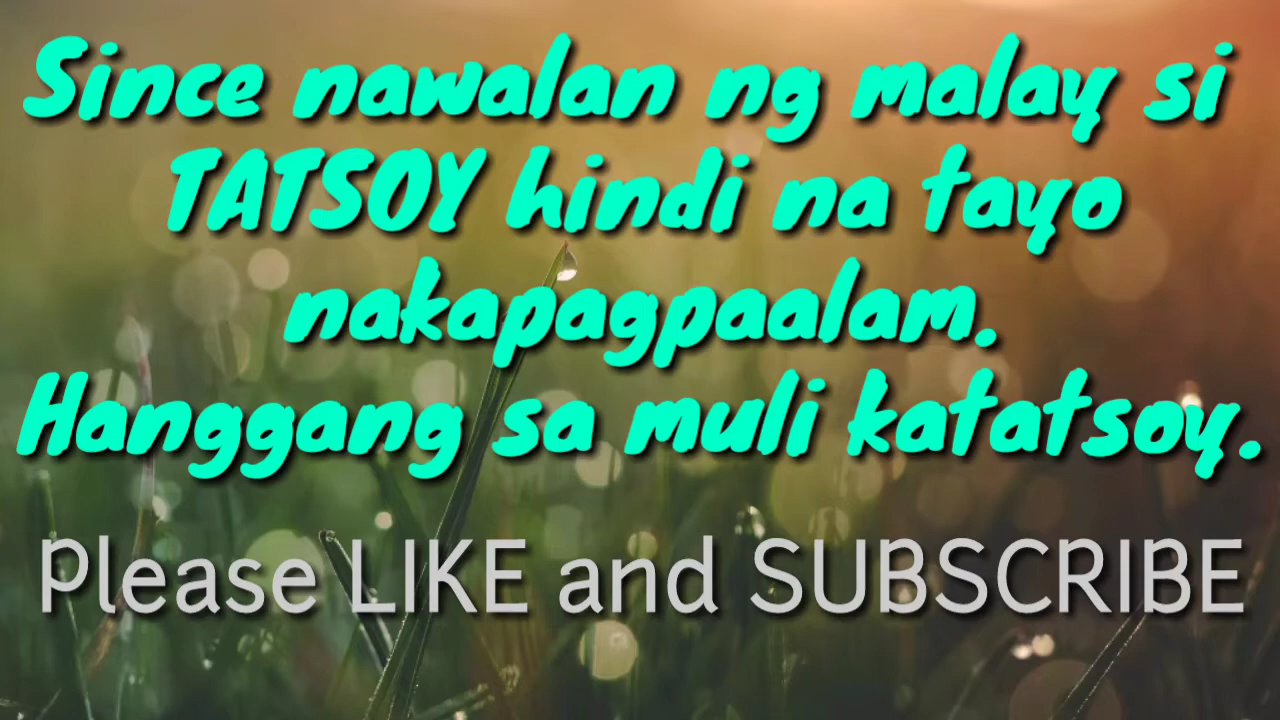 Since nawalan ng malay si
TATSOY hindi na tayo
nakapagpaalam.
Hanggang sa muli katatsoy.
Please LIKE and SUBSCRIBE